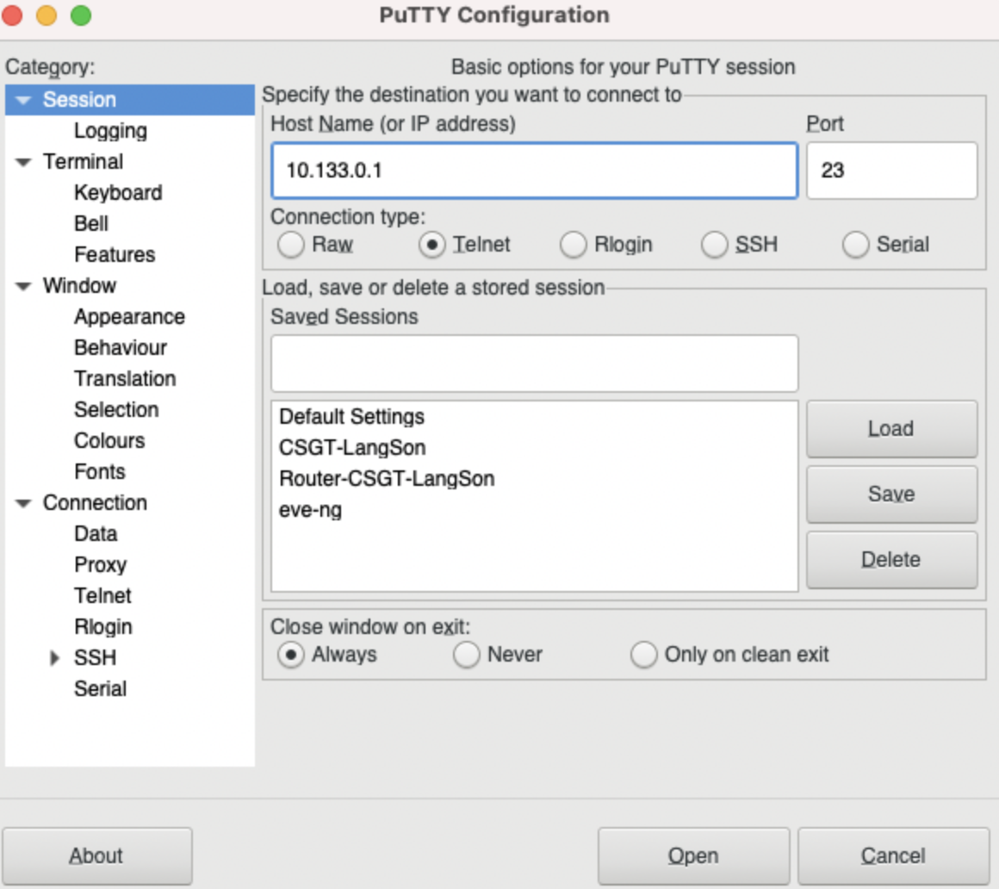 PuTTY Configuration
Category:
Session
Logging
Terminal
Keyboard
Bell
Features
Window
Appearance
Behaviour
Translation
Selection
Colours
Fonts
Connection
Data
Proxy
Telnet
Rlogin
SSH
Serial
Basic options for your PuTTY session
Specify the destination you want to connect to
Host Name (or IP address) Port
10.133.0.1 23
Connection type:
Raw Telnet Rlogin SSH Serial
Load, save or delete a stored session
Saved Sessions
Default Settings
CSGT-LangSon
Router-CSGT-LangSon
eve-ng
Load
Save
Delete
Close window on exit:
Always Never Only on clean exit
About Open Cancel